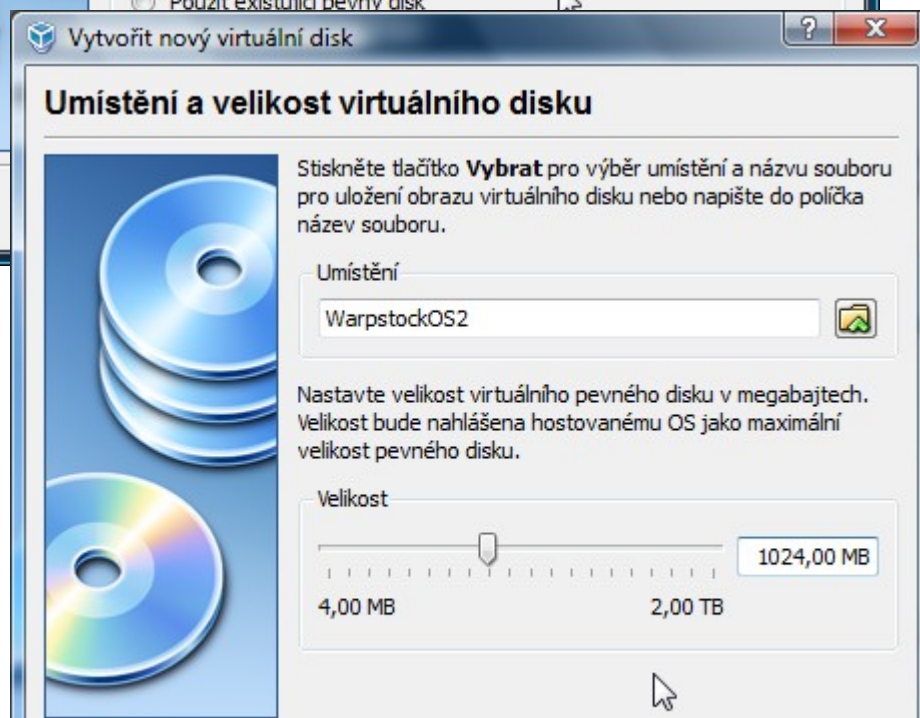 Použít existující pevný disk
Vytvořit nový virtuální disk
Umístění a velikost virtuálního disku
Stiskněte tlačítko Vybrat pro výběr umístění a názvu souboru
pro uložení obrazu virtuálního disku nebo napište do políčka
název souboru.
Umístění
WarpstockOS2
Nastavte velikost virtuálního pevného disku v megabajtech.
Velikost bude nahlášena hostovanému OS jako maximální
velikost pevného disku.
Velikost
1024,00 MB
4,00 MB 2,00 TB